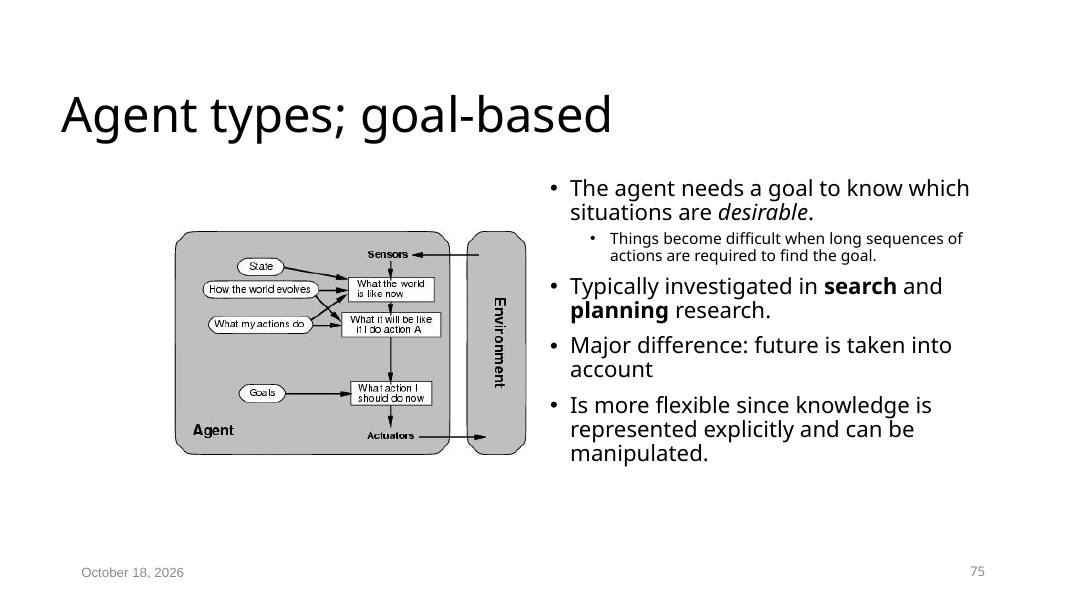 Agent types; goal-based
Sensors
State
How the world evolves
What my actions do
Goals
What the world
is like now
What it will be like
if I do action A
What action I
should do now
Agent
Actuators
Environment
• The agent needs a goal to know which
situations are desirable.
• Things become difficult when long sequences of
actions are required to find the goal.
• Typically investigated in search and
planning research.
• Major difference: future is taken into
account
• Is more flexible since knowledge is
represented explicitly and can be
manipulated.
October 18, 2026
75